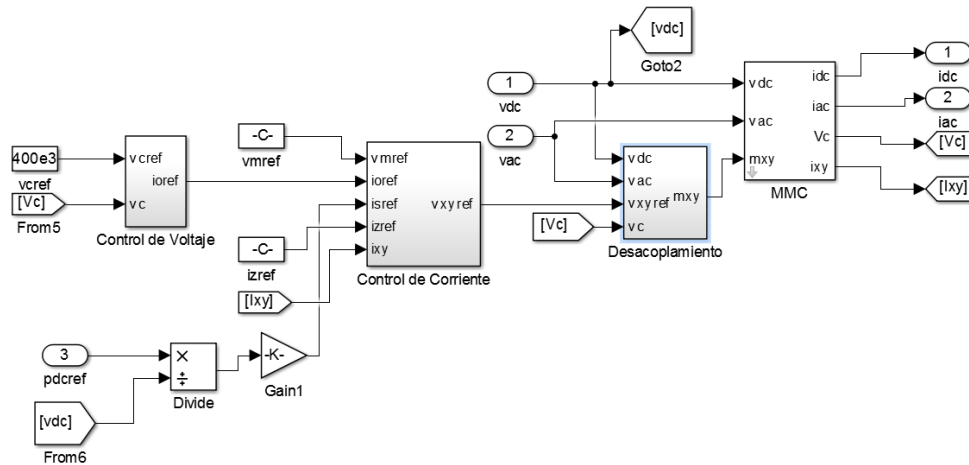 [vdc]
Goto2
1
vdc
2
vac
400e3
vcref
[Vc]
From5
vcref
vc
ioref
Control de Voltaje
-C-
vmref
-C-
izref
[Ixy]
vmref
ioref
isref
izref
ixy
vxyref
Control de Corriente
[Vc]
vdc
vac
vxyref
vc
mxy
Desacoplamiento
vdc
vac
mxy
idc
iac
Vc
ixy
MMC
1
idc
2
iac
[Vc]
[Ixy]
3
pdcref
[vdc]
From6
×
÷
Divide
-K-
Gain1